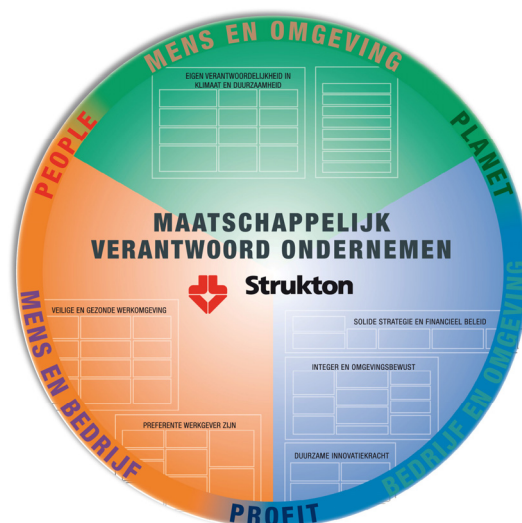 MENS EN OMGEVING
EIGEN VERANTWOORDELIJKHEID IN
KLIMAAT EN DUURZAAMHEID
PEOPLE
PLANET
MAATSCHAPPELIJK
VERANTWOORD ONDERNEMEN
Strukton
VEILIGE EN GEZONDE WERKOMGEVING
SOLIDE STRATEGIE EN FINANCIEEL BELEID
MENS EN BEDRIJF
BEDRIJF EN OMGEVING
INTEGER EN OMGEVINGSBEWUST
PREFERENTE WERKGEVER ZIJN
DUURZAME INNOVATIEKRACHT
PROFIT